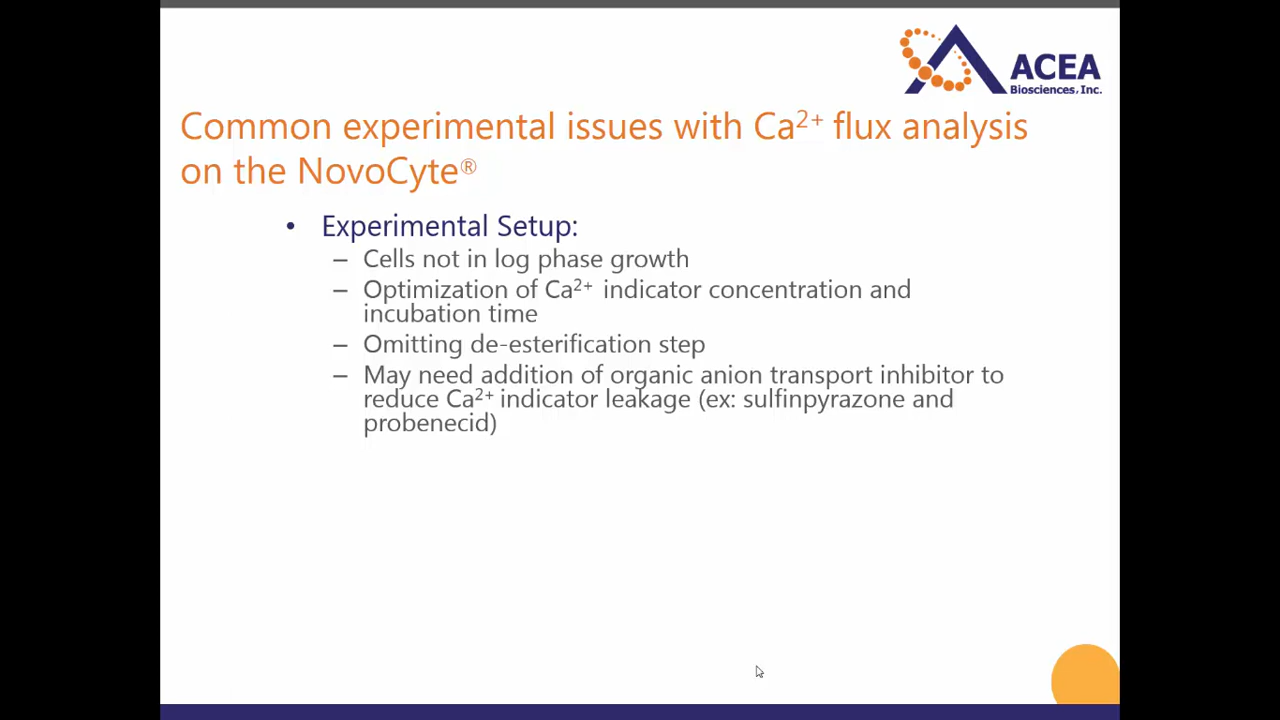 ACEA
Biosciences, Inc.
Common experimental issues with Ca²⁺ flux analysis
on the NovoCyte®
• Experimental Setup:
– Cells not in log phase growth
– Optimization of Ca²⁺ indicator concentration and
incubation time
– Omitting de-esterification step
– May need addition of organic anion transport inhibitor to
reduce Ca²⁺ indicator leakage (ex: sulfinpyrazone and
probenecid)